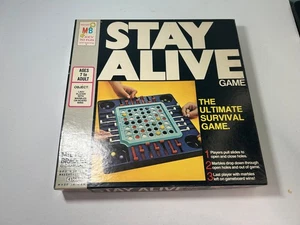 MB
STAY
ALIVE
GAME
AGES
7 to
ADULT
OBJECT:
THE
ULTIMATE
SURVIVAL
GAME.
1 Players pull slides to
open and close holes
2 Marbles drop down through
open holes and out of game.
3 Last player with marbles
left on gameboard wins!